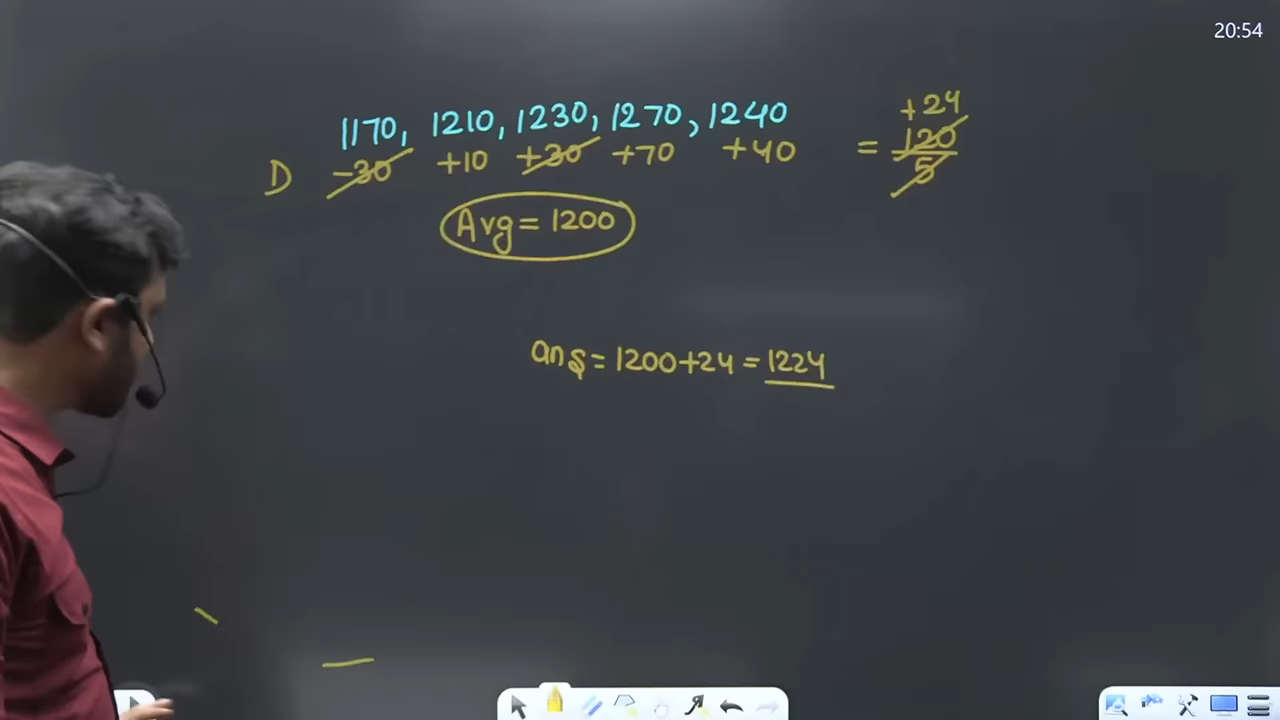 20:54
1170, 1210, 1230, 1270, 1240
+24
D -30 +10 +30 +70 +40 = 120/5
Avg = 1200
ans = 1200+24 = 1224